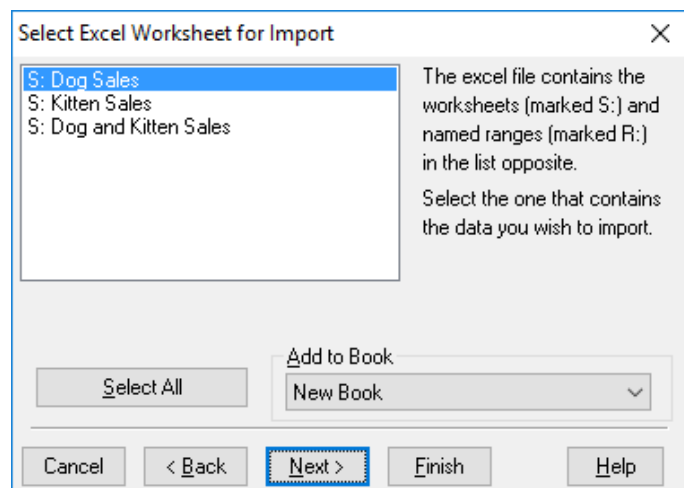 Select Excel Worksheet for Import
S: Dog Sales
S: Kitten Sales
S: Dog and Kitten Sales
The excel file contains the
worksheets (marked S:) and
named ranges (marked R:)
in the list opposite.
Select the one that contains
the data you wish to import.
Add to Book
Select All
New Book
Cancel
< Back
Next >
Finish
Help